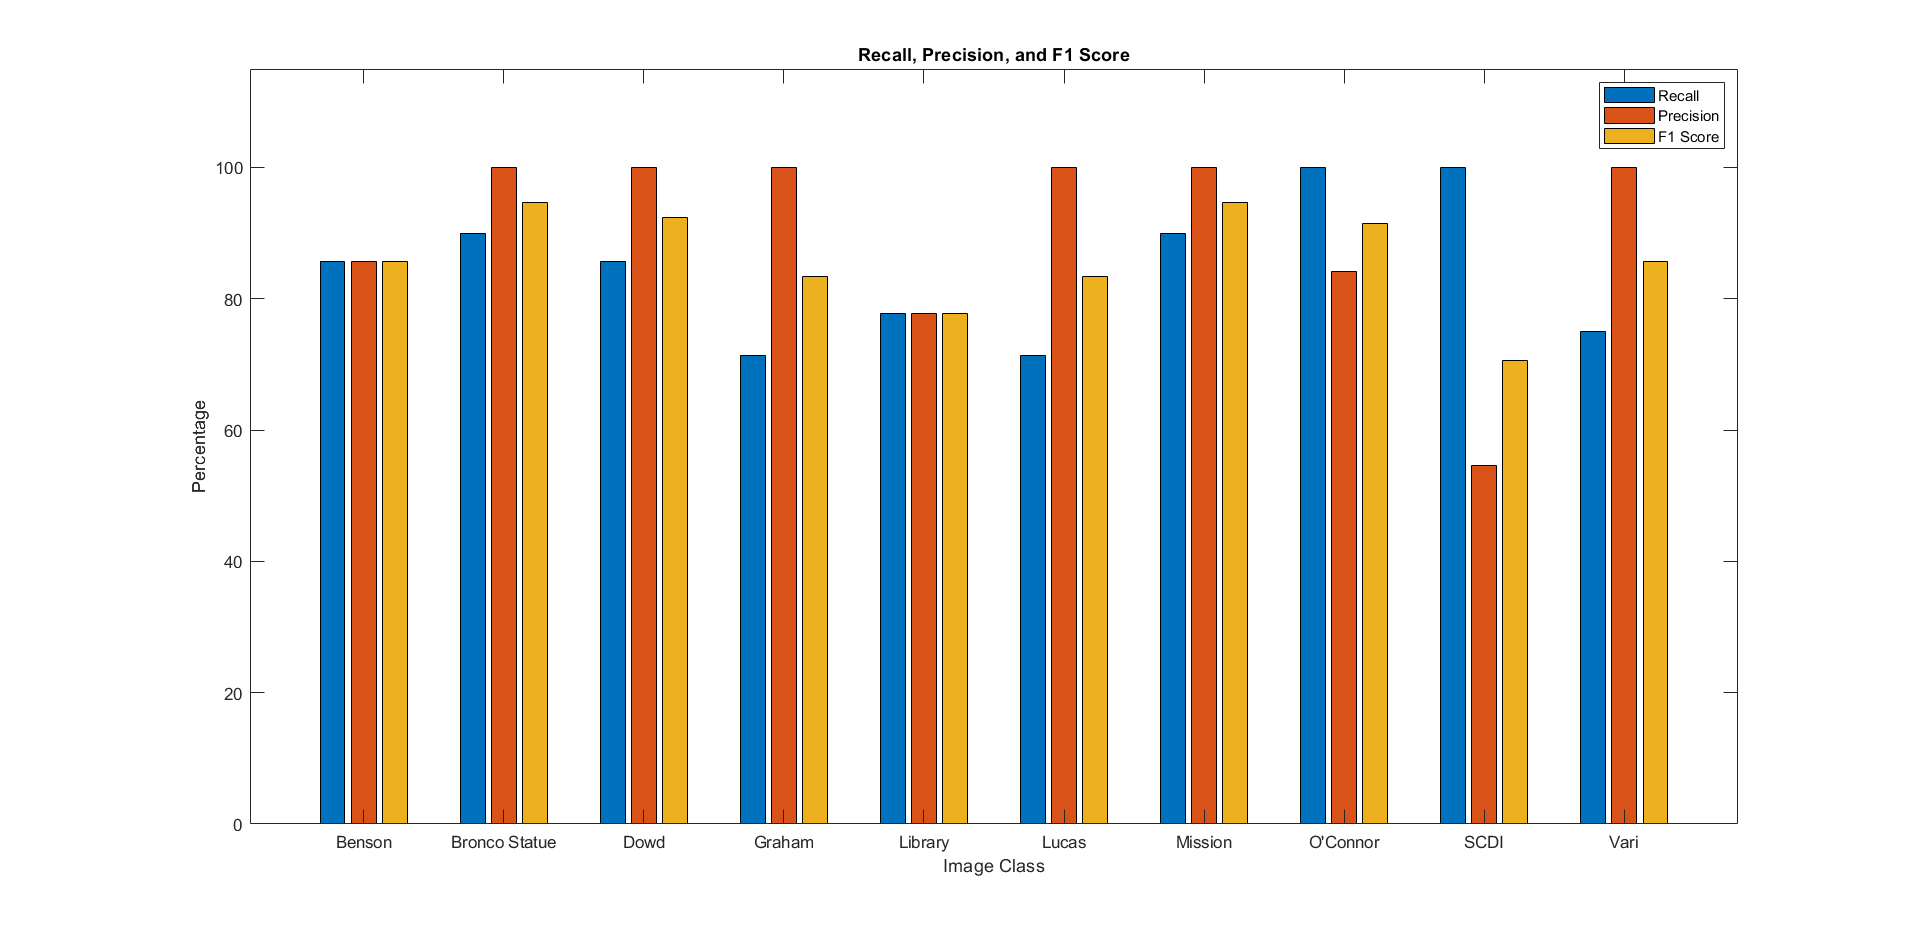 Recall, Precision, and F1 Score
Recall
Precision
F1 Score
100
80
60
40
20
0
Percentage
Benson Bronco Statue Dowd Graham Library Lucas Mission O'Connor SCDI Vari
Image Class